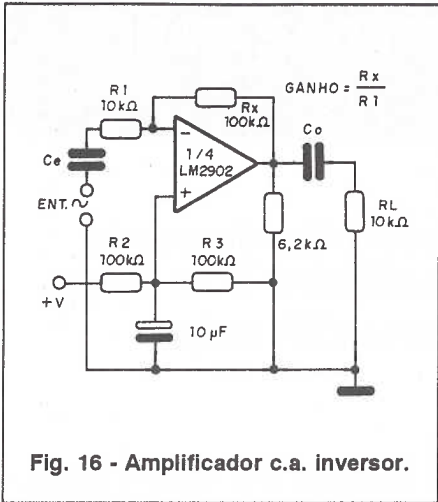 R1
10kΩ
Rx
100kΩ
GANHO = Rx
R1
Co
Ce
-
1/4
LM2902
+
ENT. ~
RL
10kΩ
6,2kΩ
R2
100kΩ
R3
100kΩ
+V
10 µF
Fig. 16 - Amplificador c.a. inversor.